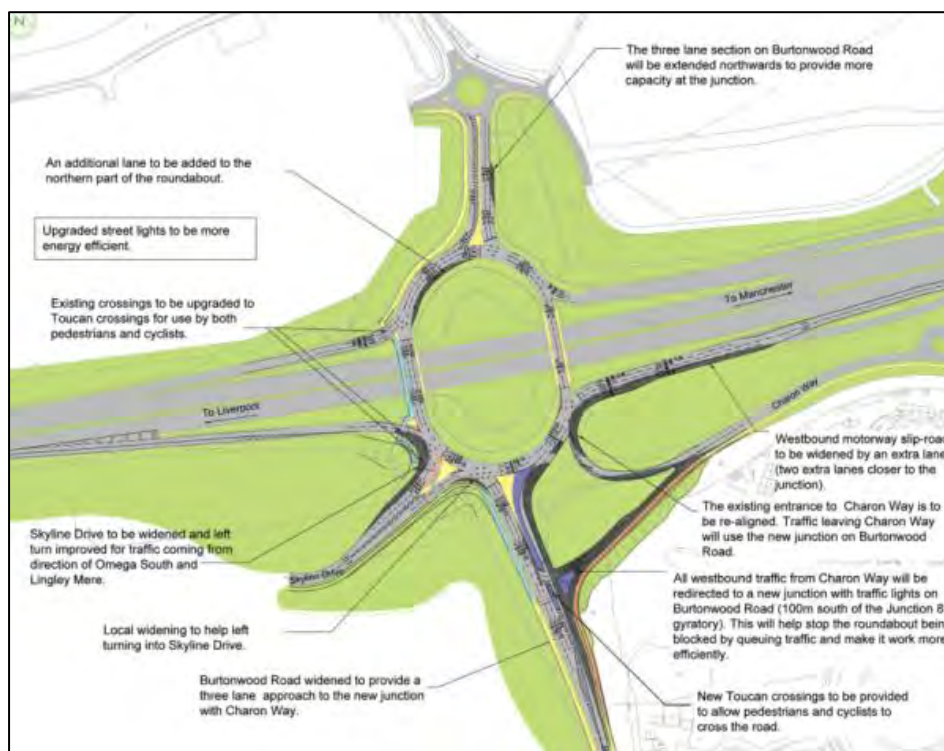 N
The three lane section on Burtonwood Road
will be extended northwards to provide more
capacity at the junction.
An additional lane to be added to the
northern part of the roundabout.
Upgraded street lights to be more
energy efficient.
Existing crossings to be upgraded to
Toucan crossings for use by both
pedestrians and cyclists.
To Manchester
To Liverpool
Charon Way
Westbound motorway slip-road
to be widened by an extra lane
(two extra lanes closer to the
junction).
The existing entrance to Charon Way is to
be re-aligned. Traffic leaving Charon Way
will use the new junction on Burtonwood
Road.
Skyline Drive to be widened and left
turn improved for traffic coming from
direction of Omega South and
Lingley Mere.
Skyline Drive
All westbound traffic from Charon Way will be
redirected to a new junction with traffic lights on
Burtonwood Road (100m south of the Junction 8
gyratory). This will help stop the roundabout bein
blocked by queuing traffic and make it work more
efficiently.
Local widening to help left
turning into Skyline Drive.
Burtonwood Road widened to provide a
three lane approach to the new junction
with Charon Way.
New Toucan crossings to be provided
to allow pedestrians and cyclists to
cross the road.